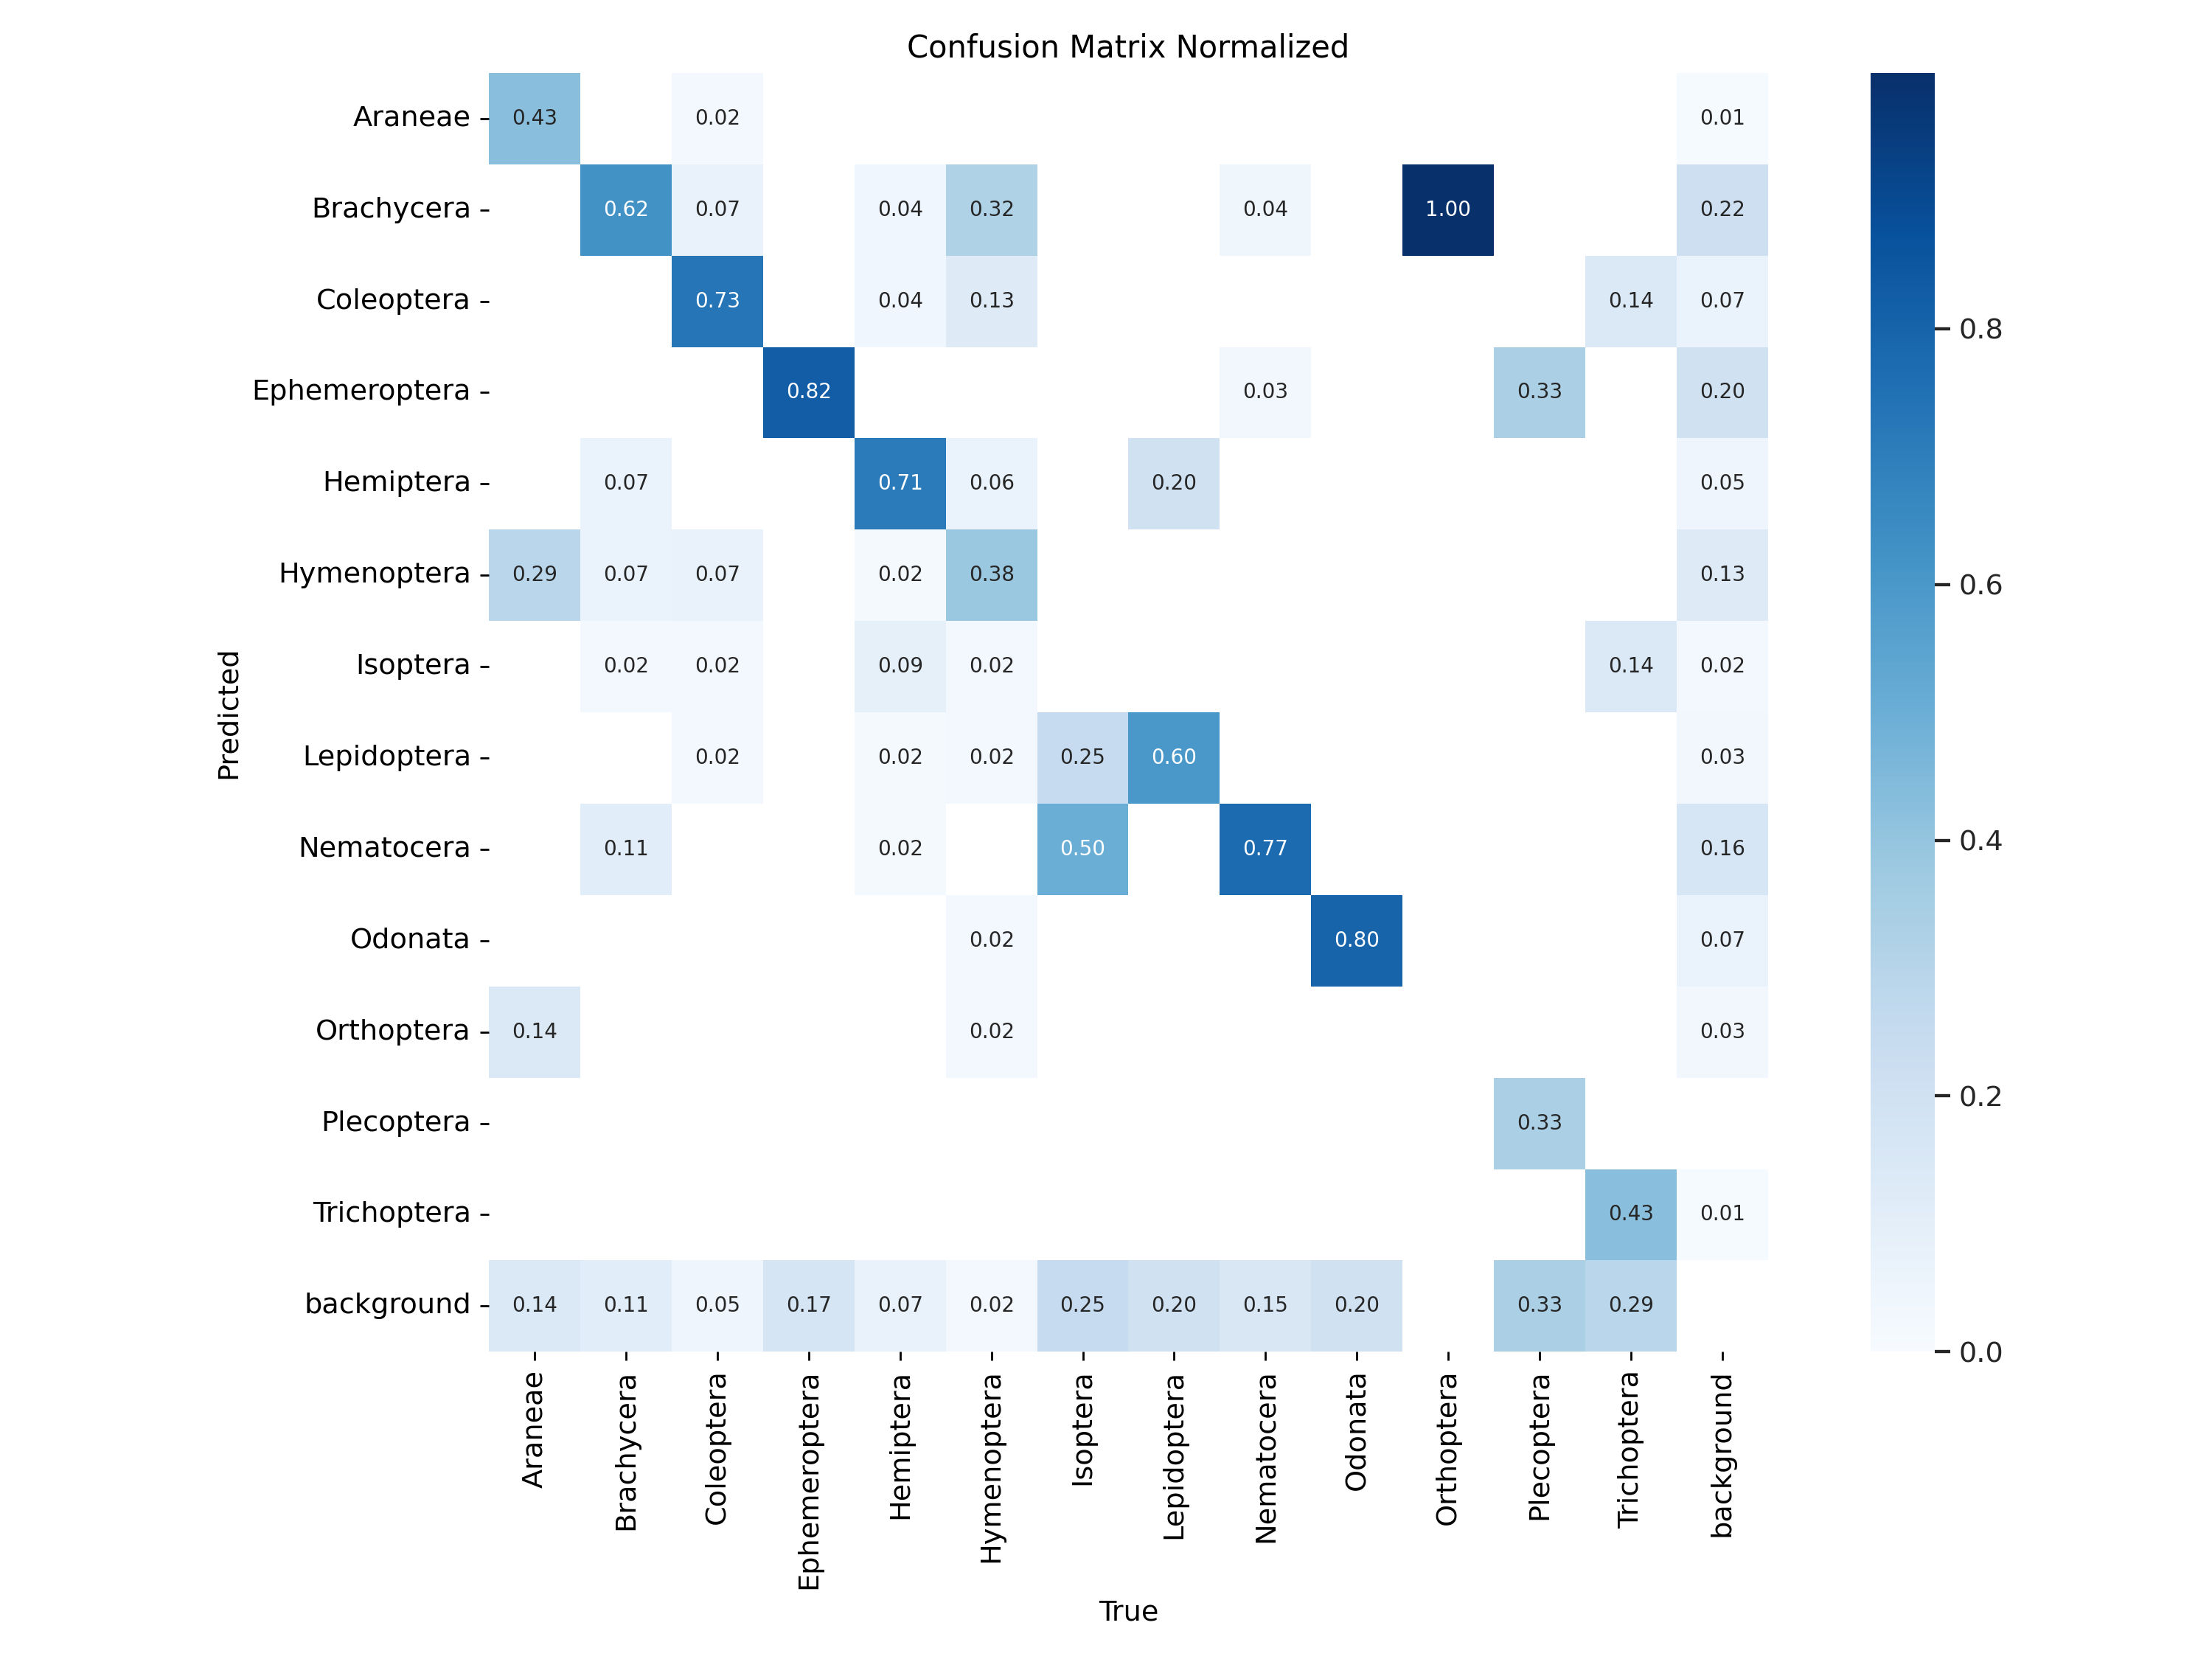 Confusion Matrix Normalized
Araneae 0.43 0.02 0.01
Brachycera 0.62 0.07 0.04 0.32 0.04 1.00 0.22
Coleoptera 0.73 0.04 0.13 0.14 0.07
Ephemeroptera 0.82 0.03 0.33 0.20
Hemiptera 0.07 0.71 0.06 0.20 0.05
Hymenoptera 0.29 0.07 0.07 0.02 0.38 0.13
Isoptera 0.02 0.02 0.09 0.02 0.14 0.02
Lepidoptera 0.02 0.02 0.02 0.25 0.60 0.03
Nematocera 0.11 0.02 0.50 0.77 0.16
Odonata 0.02 0.80 0.07
Orthoptera 0.14 0.02 0.03
Plecoptera 0.33
Trichoptera 0.43 0.01
background 0.14 0.11 0.05 0.17 0.07 0.02 0.25 0.20 0.15 0.20 0.33 0.29
Predicted
Araneae Brachycera Coleoptera Ephemeroptera Hemiptera Hymenoptera Isoptera Lepidoptera Nematocera Odonata Orthoptera Plecoptera Trichoptera background
True
0.8
0.6
0.4
0.2
0.0